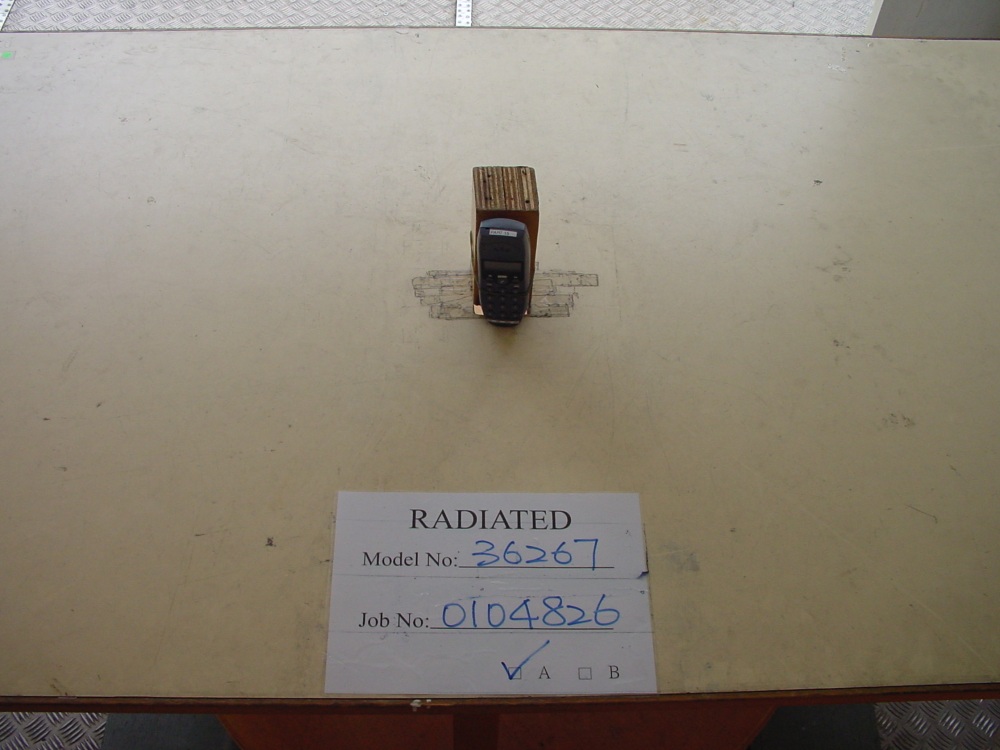 RADIATED
Model No: 36267
Job No: 0104826
A B